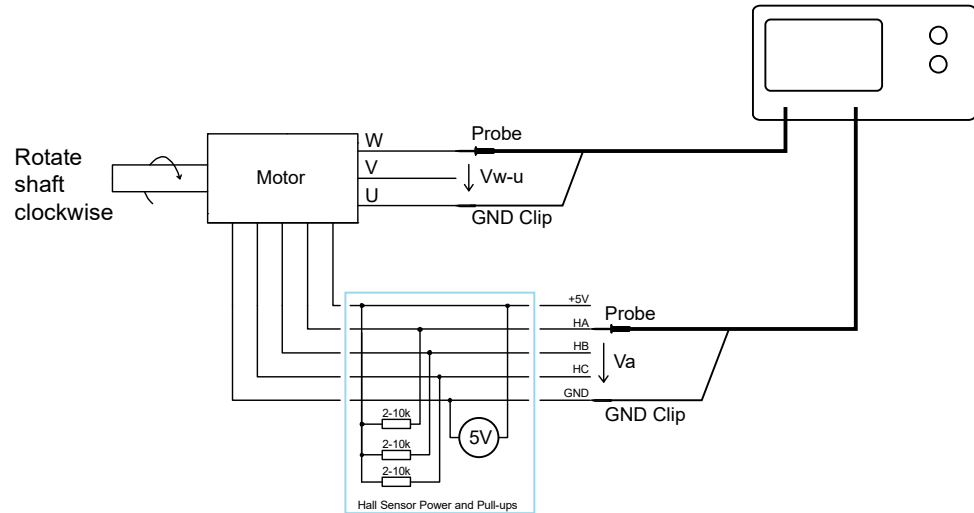 W
Probe
Rotate
shaft
clockwise
Motor
V
Vw-u
U
GND Clip
+5V
Probe
HA
HB
Va
HC
GND
GND Clip
2-10k
5V
2-10k
2-10k
Hall Sensor Power and Pull-ups